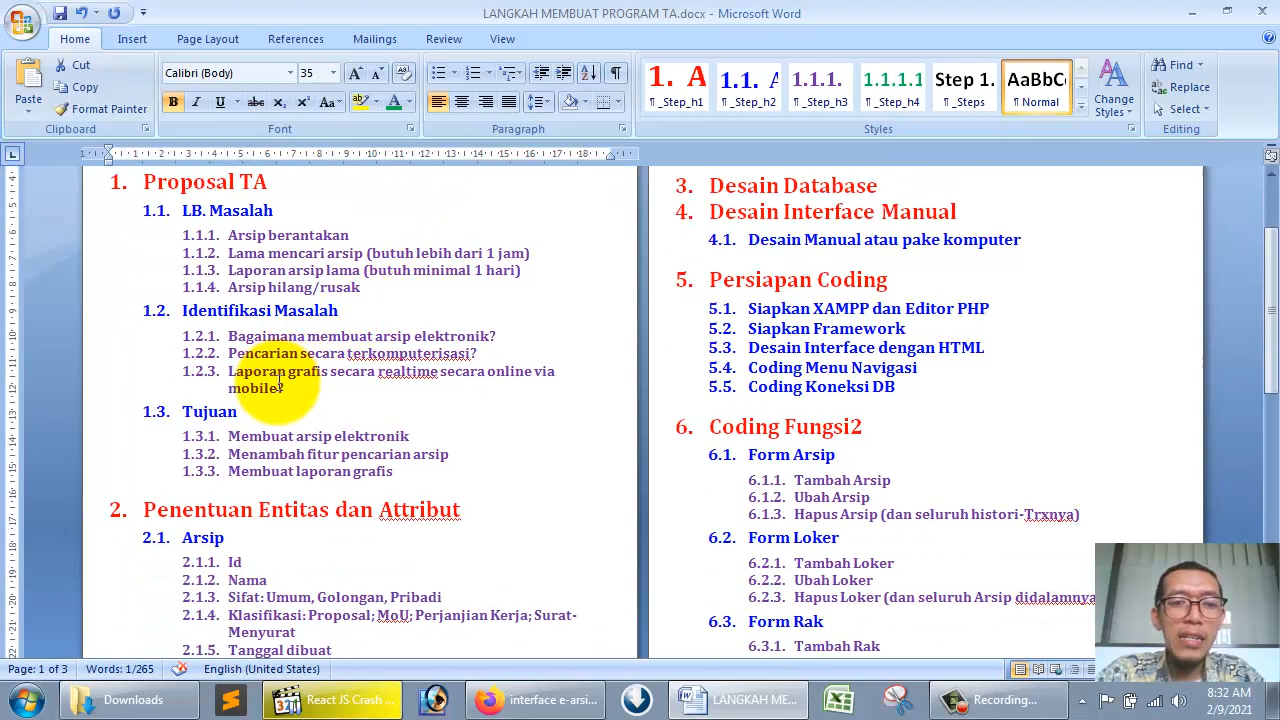 LANGKAH MEMBUAT PROGRAM TA.docx - Microsoft Word
Home Insert Page Layout References Mailings Review View
Paste
Cut
Copy
Format Painter
Clipboard
Calibri (Body) 35
Font
Paragraph
1. A 1.1. A 1.1.1. 1.1.1.1 Step 1. AaBbCc
¶ _Step_h1 ¶ _Step_h2 ¶ _Step_h3 ¶ _Step_h4 ¶ _Steps ¶ Normal
Change Styles
Styles
Find
Replace
Select
Editing
1. Proposal TA
1.1. LB. Masalah
1.1.1. Arsip berantakan
1.1.2. Lama mencari arsip (butuh lebih dari 1 jam)
1.1.3. Laporan arsip lama (butuh minimal 1 hari)
1.1.4. Arsip hilang/rusak
1.2. Identifikasi Masalah
1.2.1. Bagaimana membuat arsip elektronik?
1.2.2. Pencarian secara terkomputerisasi?
1.2.3. Laporan grafis secara realtime secara online via
mobile?
1.3. Tujuan
1.3.1. Membuat arsip elektronik
1.3.2. Menambah fitur pencarian arsip
1.3.3. Membuat laporan grafis
2. Penentuan Entitas dan Attribut
2.1. Arsip
2.1.1. Id
2.1.2. Nama
2.1.3. Sifat: Umum, Golongan, Pribadi
2.1.4. Klasifikasi: Proposal; MoU; Perjanjian Kerja; Surat-
Menyurat
2.1.5. Tanggal dibuat
3. Desain Database
4. Desain Interface Manual
4.1. Desain Manual atau pake komputer
5. Persiapan Coding
5.1. Siapkan XAMPP dan Editor PHP
5.2. Siapkan Framework
5.3. Desain Interface dengan HTML
5.4. Coding Menu Navigasi
5.5. Coding Koneksi DB
6. Coding Fungsi2
6.1. Form Arsip
6.1.1. Tambah Arsip
6.1.2. Ubah Arsip
6.1.3. Hapus Arsip (dan seluruh histori-Trxnya)
6.2. Form Loker
6.2.1. Tambah Loker
6.2.2. Ubah Loker
6.2.3. Hapus Loker (dan seluruh Arsip didalamnya
6.3. Form Rak
6.3.1. Tambah Rak
Page: 1 of 3 Words: 1/265 English (United States)
Downloads React JS Crash ... interface e-arsi... LANGKAH ME... Recording...
8:32 AM
2/9/2021